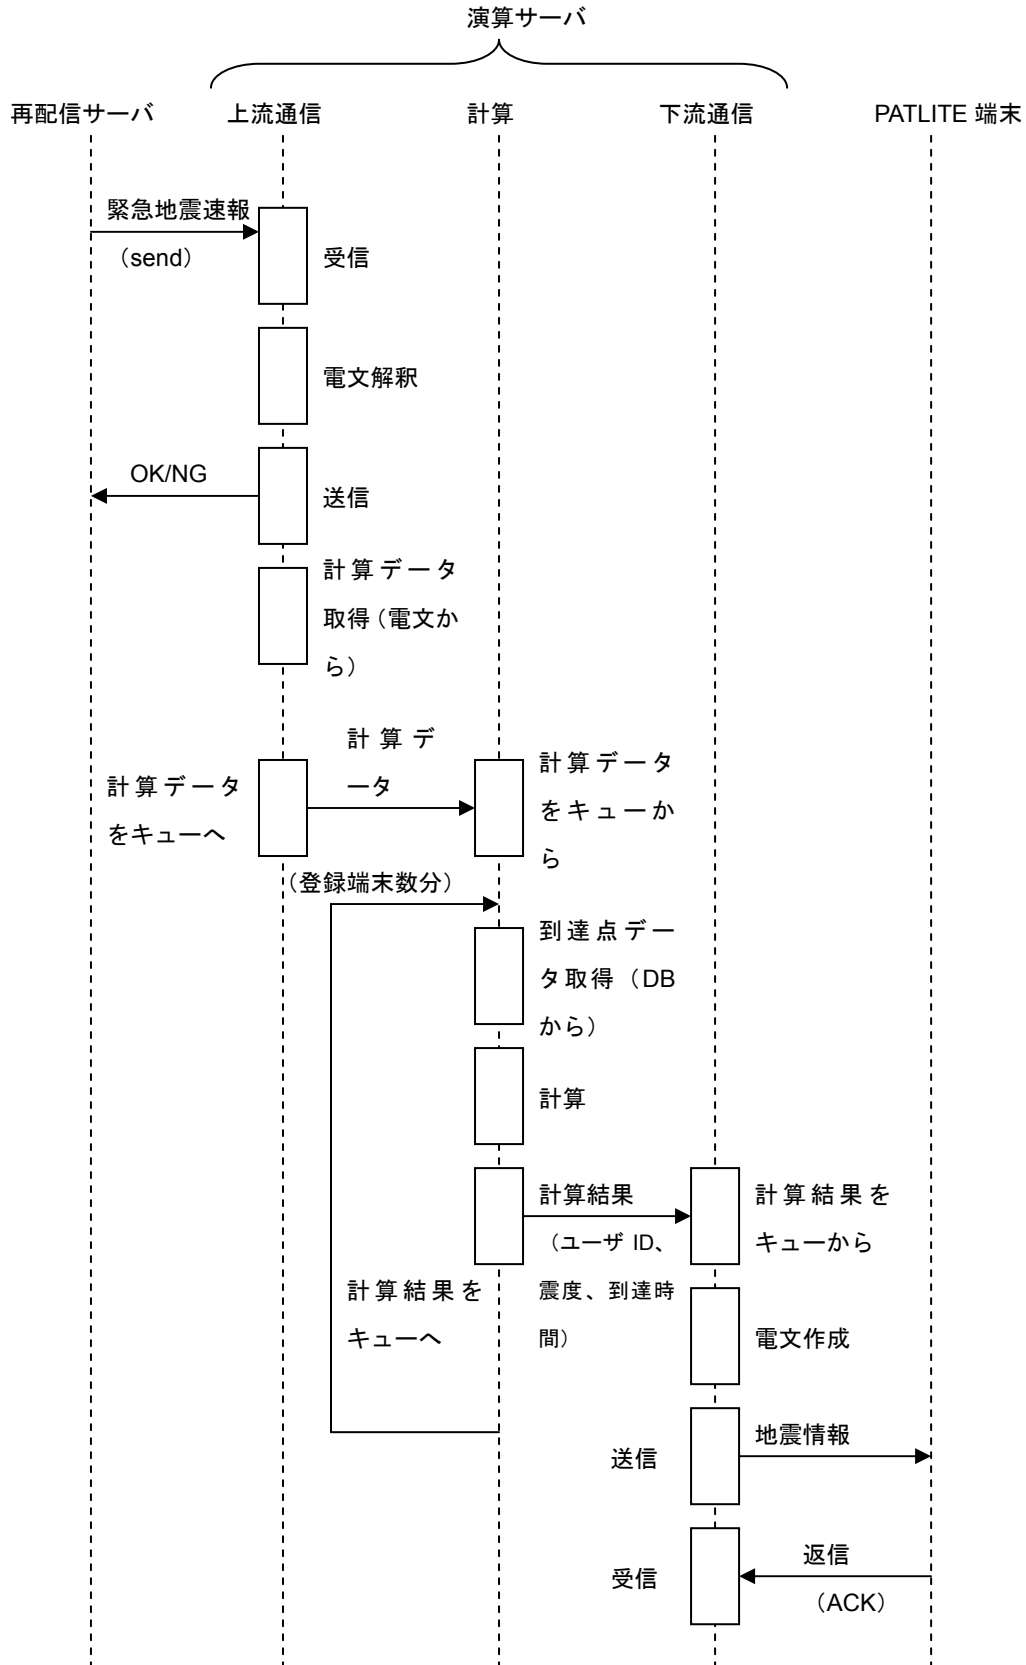 演算サーバ
再配信サーバ
上流通信
計算
下流通信
PATLITE 端末
緊急地震速報
（send）
受信
電文解釈
OK/NG
送信
計算データ
取得（電文か
ら）
計算デ
ータ
計算データ
をキューへ
計算データ
をキューか
ら
（登録端末数分）
到達点デー
タ取得（DB
から）
計算
計算結果
（ユーザ ID、
震度、到達時
間）
計算結果を
キューから
計算結果を
キューへ
電文作成
地震情報
送信
返信
（ACK）
受信